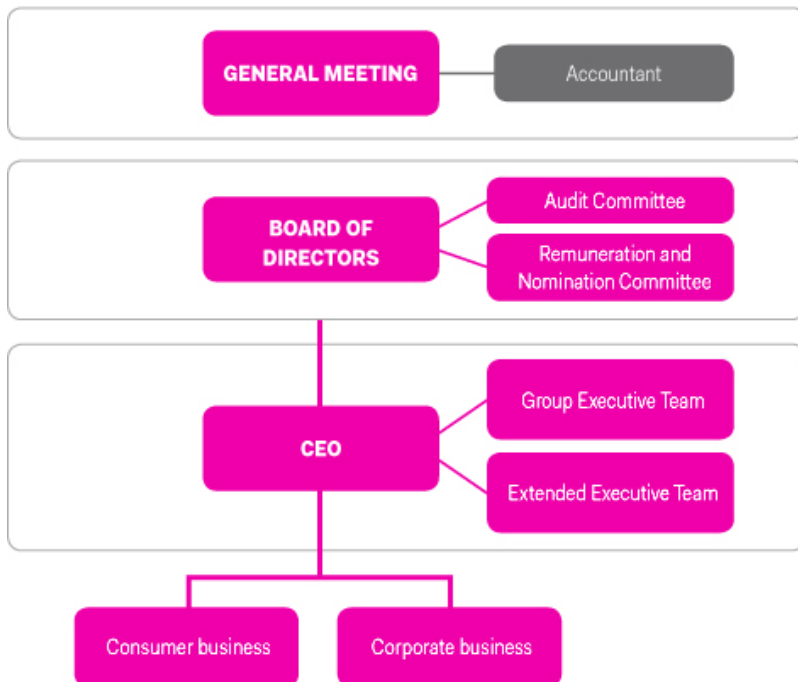 GENERAL MEETING
Accountant
BOARD OF
DIRECTORS
Audit Committee
Remuneration and
Nomination Committee
CEO
Group Executive Team
Extended Executive Team
Consumer business
Corporate business